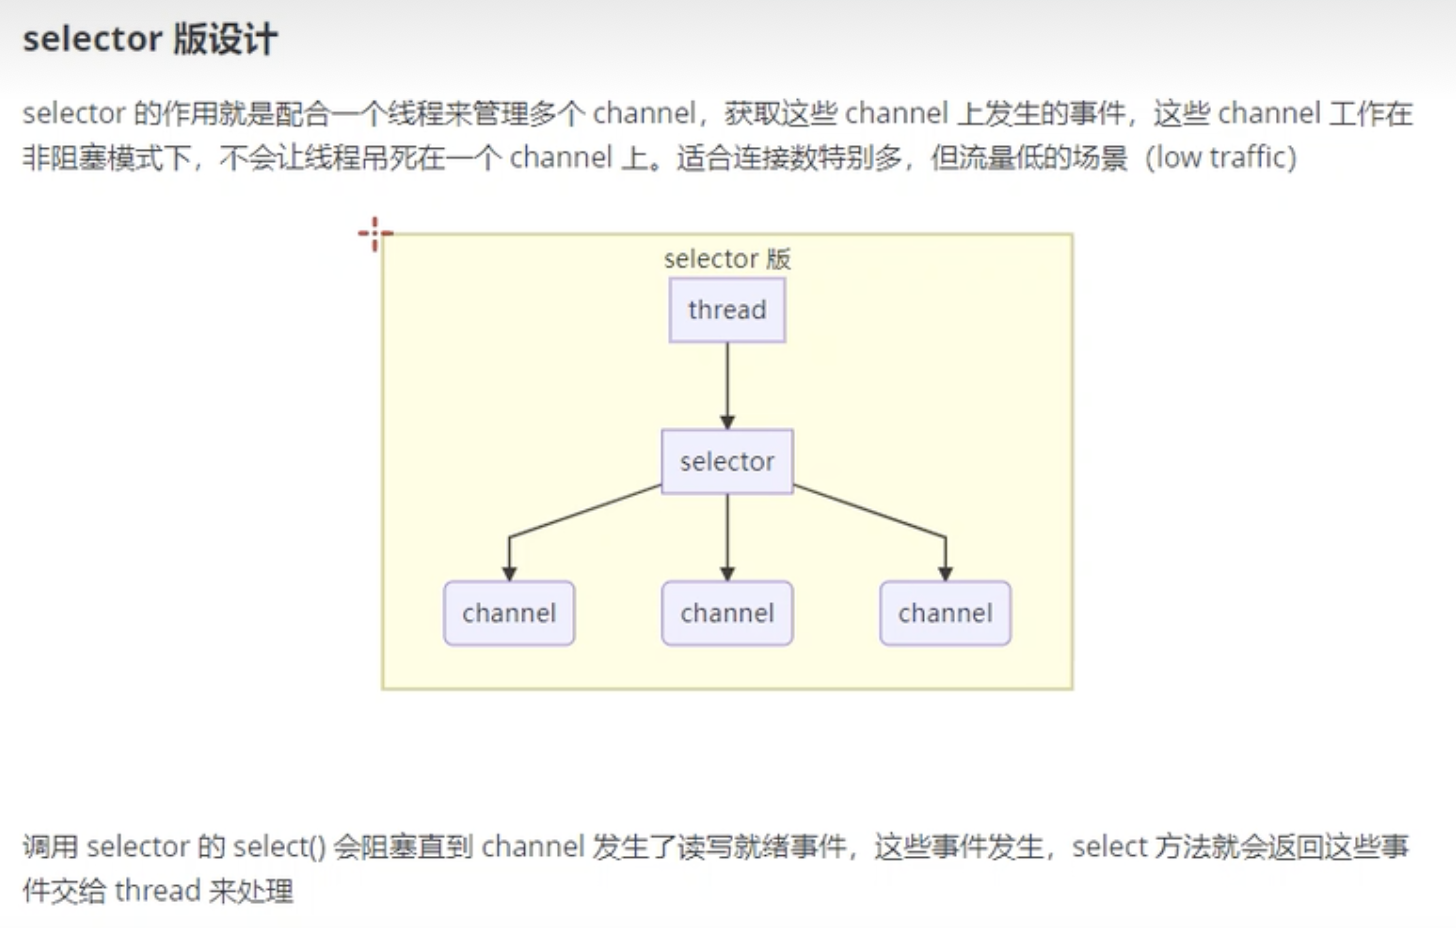 selector 版设计
selector 的作用就是配合一个线程来管理多个 channel，获取这些 channel 上发生的事件，这些 channel 工作在
非阻塞模式下，不会让线程吊死在一个 channel 上。适合连接数特别多，但流量低的场景（low traffic）
selector 版
thread
selector
channel
channel
channel
调用 selector 的 select() 会阻塞直到 channel 发生了读写就绪事件，这些事件发生，select 方法就会返回这些事
件交给 thread 来处理